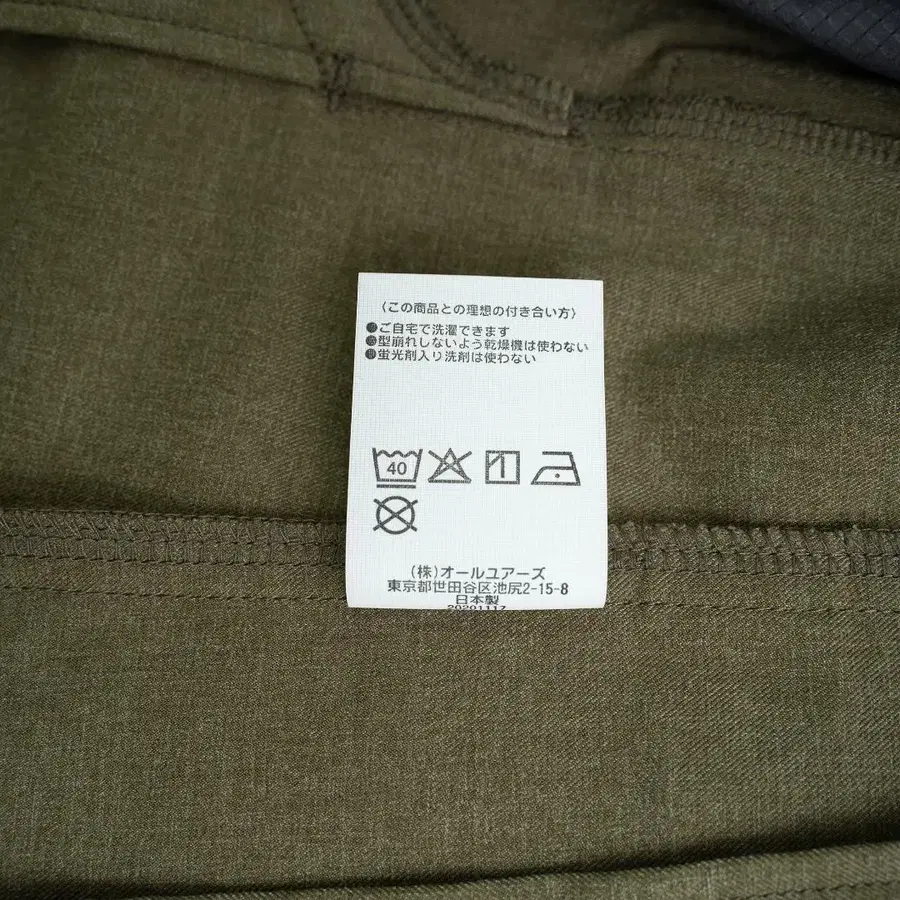 〈この商品との理想の付き合い方〉
●ご自宅で洗濯できます
●型崩れしないよう乾燥機は使わない
●蛍光剤入り洗剤は使わない
40
(株)オールユアーズ
東京都世田谷区池尻2-15-8
日本製
20201117